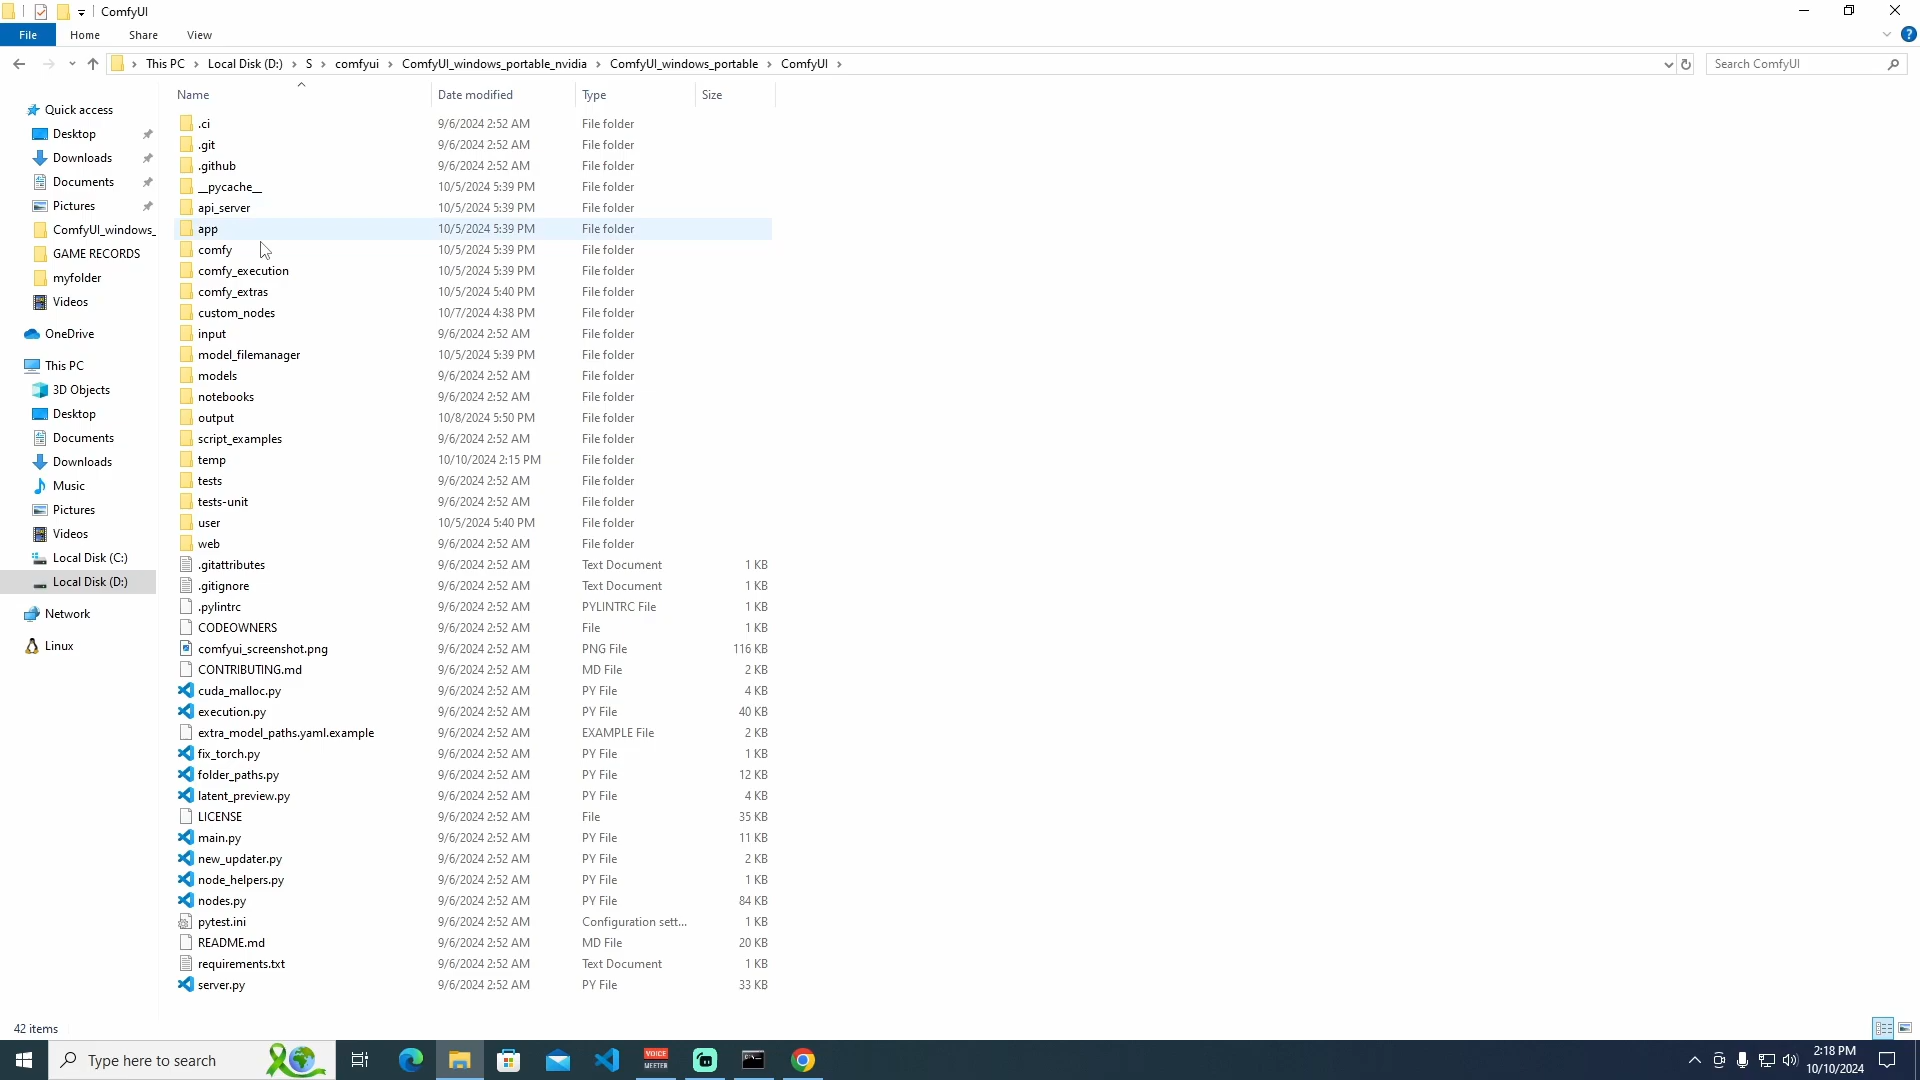 ComfyUI
File Home Share View
This PC Local Disk (D:) S comfyui ComfyUI_windows_portable_nvidia ComfyUI_windows_portable ComfyUI Search ComfyUI
Name Date modified Type Size
Quick access
Desktop
Downloads
Documents
Pictures
ComfyUI_windows_
GAME RECORDS
myfolder
Videos
OneDrive
This PC
3D Objects
Desktop
Documents
Downloads
Music
Pictures
Videos
Local Disk (C:)
Local Disk (D:)
Network
Linux
.ci 9/6/2024 2:52 AM File folder
.git 9/6/2024 2:52 AM File folder
.github 9/6/2024 2:52 AM File folder
__pycache__ 10/5/2024 5:39 PM File folder
api_server 10/5/2024 5:39 PM File folder
app 10/5/2024 5:39 PM File folder
comfy 10/5/2024 5:39 PM File folder
comfy_execution 10/5/2024 5:39 PM File folder
comfy_extras 10/5/2024 5:40 PM File folder
custom_nodes 10/7/2024 4:38 PM File folder
input 9/6/2024 2:52 AM File folder
model_filemanager 10/5/2024 5:39 PM File folder
models 9/6/2024 2:52 AM File folder
notebooks 9/6/2024 2:52 AM File folder
output 10/8/2024 5:50 PM File folder
script_examples 9/6/2024 2:52 AM File folder
temp 10/10/2024 2:15 PM File folder
tests 9/6/2024 2:52 AM File folder
tests-unit 9/6/2024 2:52 AM File folder
user 10/5/2024 5:40 PM File folder
web 9/6/2024 2:52 AM File folder
.gitattributes 9/6/2024 2:52 AM Text Document 1 KB
.gitignore 9/6/2024 2:52 AM Text Document 1 KB
.pylintrc 9/6/2024 2:52 AM PYLINTRC File 1 KB
CODEOWNERS 9/6/2024 2:52 AM File 1 KB
comfyui_screenshot.png 9/6/2024 2:52 AM PNG File 116 KB
CONTRIBUTING.md 9/6/2024 2:52 AM MD File 2 KB
cuda_malloc.py 9/6/2024 2:52 AM PY File 4 KB
execution.py 9/6/2024 2:52 AM PY File 40 KB
extra_model_paths.yaml.example 9/6/2024 2:52 AM EXAMPLE File 2 KB
fix_torch.py 9/6/2024 2:52 AM PY File 1 KB
folder_paths.py 9/6/2024 2:52 AM PY File 12 KB
latent_preview.py 9/6/2024 2:52 AM PY File 4 KB
LICENSE 9/6/2024 2:52 AM File 35 KB
main.py 9/6/2024 2:52 AM PY File 11 KB
new_updater.py 9/6/2024 2:52 AM PY File 2 KB
node_helpers.py 9/6/2024 2:52 AM PY File 1 KB
nodes.py 9/6/2024 2:52 AM PY File 84 KB
pytest.ini 9/6/2024 2:52 AM Configuration sett... 1 KB
README.md 9/6/2024 2:52 AM MD File 20 KB
requirements.txt 9/6/2024 2:52 AM Text Document 1 KB
server.py 9/6/2024 2:52 AM PY File 33 KB
42 items
Type here to search
VOICE
MEETER
2:18 PM
10/10/2024